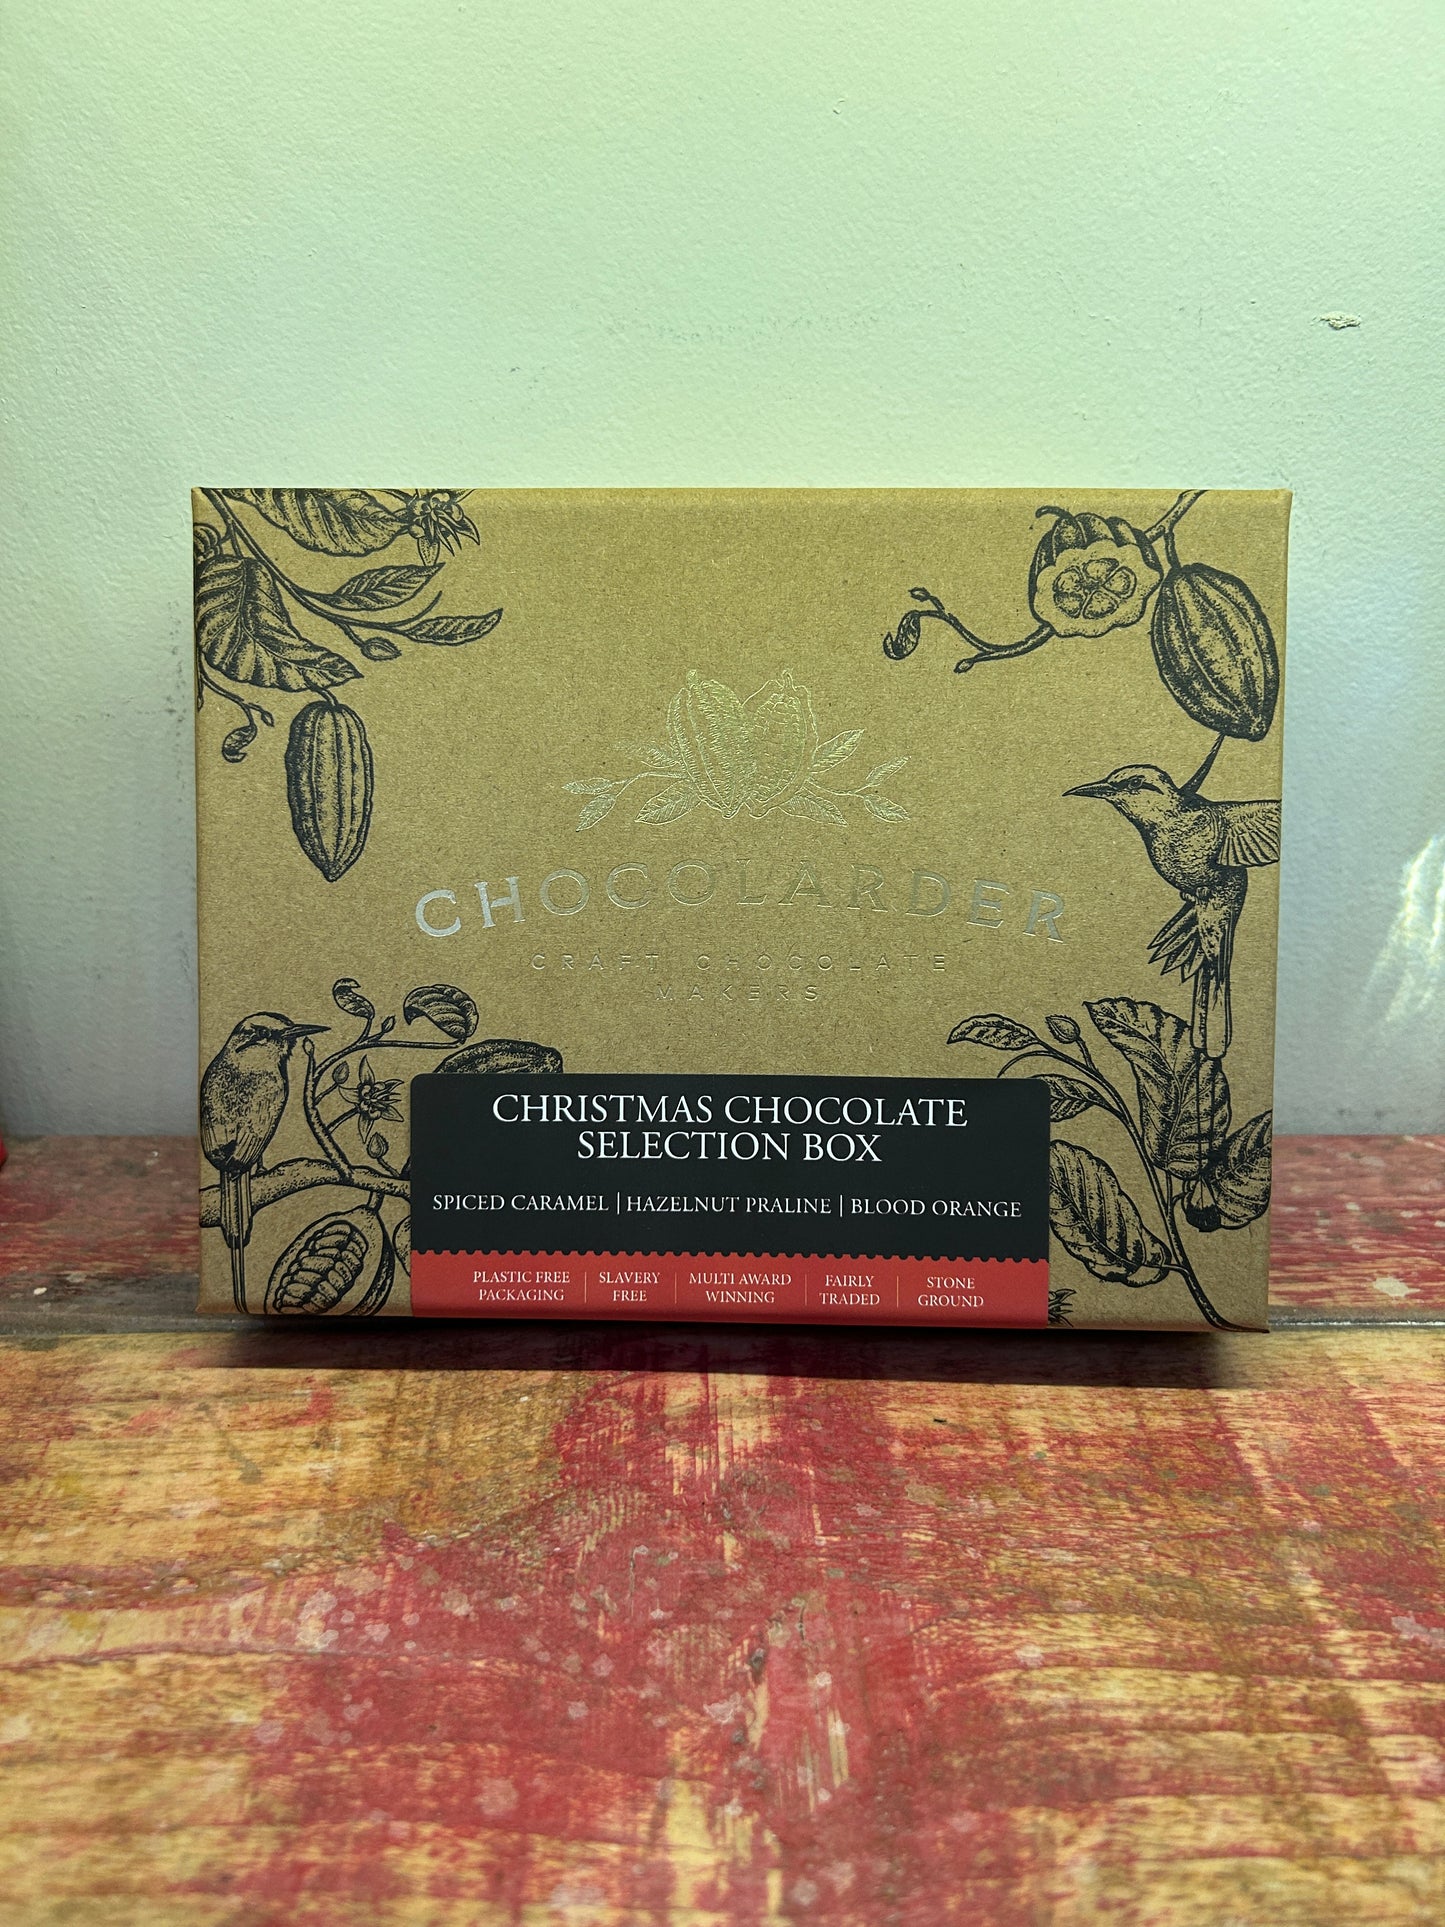 CHOCOLARDER
CRAFT CHOCOLATE
MAKERS
CHRISTMAS CHOCOLATE
SELECTION BOX
SPICED CARAMEL | HAZELNUT PRALINE | BLOOD ORANGE
PLASTIC FREE
PACKAGING
SLAVERY
FREE
MULTI AWARD
WINNING
FAIRLY
TRADED
STONE
GROUND